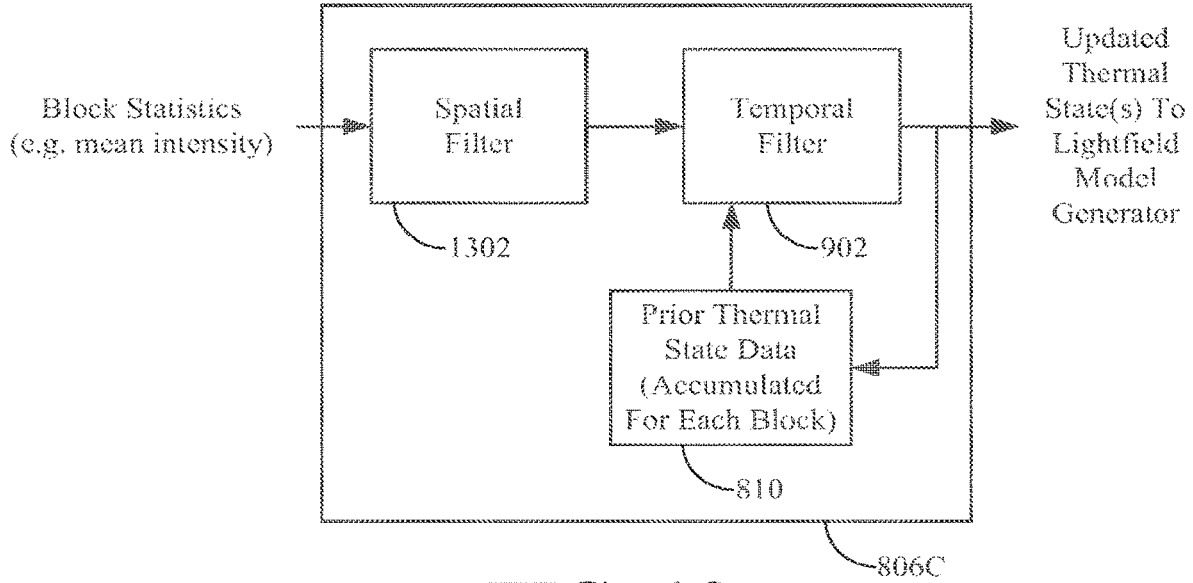 Block Statistics
(e.g. mean intensity)
Spatial
Filter
1302
Temporal
Filter
902
Prior Thermal
State Data
(Accumulated
For Each Block)
810
806C
Updated
Thermal
State(s) To
Lightfield
Model
Generator